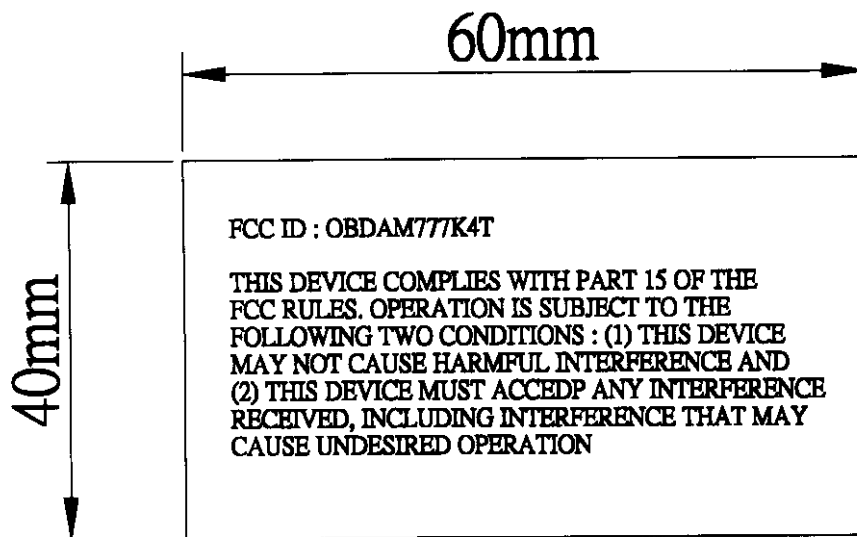 60mm
40mm
FCC ID : OBDAM777K4T
THIS DEVICE COMPLIES WITH PART 15 OF THE
FCC RULES. OPERATION IS SUBJECT TO THE
FOLLOWING TWO CONDITIONS : (1) THIS DEVICE
MAY NOT CAUSE HARMFUL INTERFERENCE AND
(2) THIS DEVICE MUST ACCEDP ANY INTERFERENCE
RECEIVED, INCLUDING INTERFERENCE THAT MAY
CAUSE UNDESIRED OPERATION